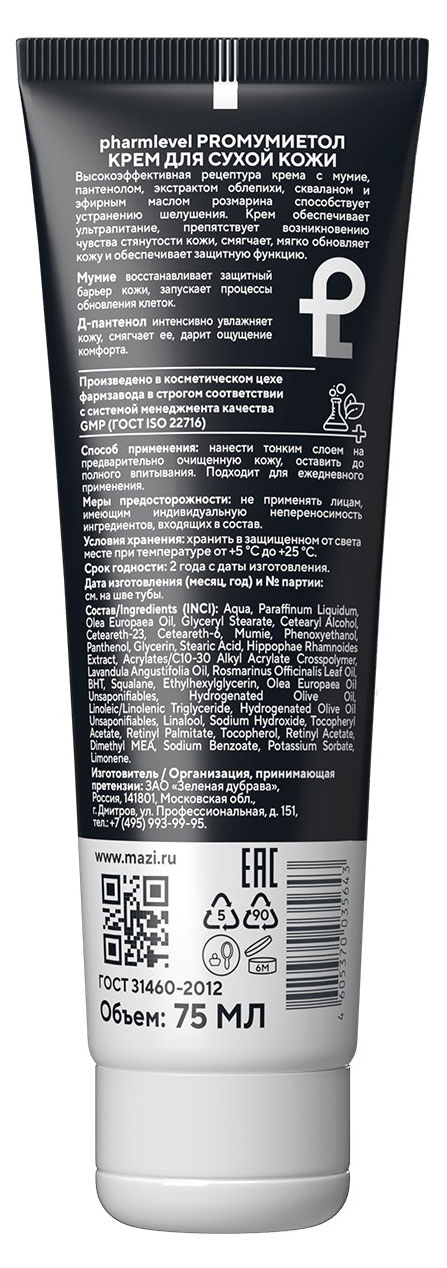 pharmlevel PROМУМИЕТОЛ
КРЕМ ДЛЯ СУХОЙ КОЖИ
Высокоэффективная рецептура крема с мумие,
пантенолом, экстрактом облепихи, скваланом и
эфирным маслом розмарина способствует
устранению шелушения. Крем обеспечивает
ультрапитание, препятствует возникновению
чувства стянутости кожи, смягчает, мягко обновляет
кожу и обеспечивает защитную функцию.
Мумие восстанавливает защитный
барьер кожи, запускает процессы
обновления клеток.
Д-пантенол интенсивно увлажняет
кожу, смягчает ее, дарит ощущение
комфорта.
Произведено в косметическом цехе
фармзавода в строгом соответствии
с системой менеджмента качества
GMP (ГОСТ ISO 22716)
Способ применения: нанести тонким слоем на
предварительно очищенную кожу, оставить до
полного впитывания. Подходит для ежедневного
применения.
Меры предосторожности: не применять лицам,
имеющим индивидуальную непереносимость
ингредиентов, входящих в состав.
Условия хранения: хранить в защищенном от света
месте при температуре от +5 °C до +25 °C.
Срок годности: 2 года с даты изготовления.
Дата изготовления (месяц, год) и № партии:
см. на шве тубы.
Состав/Ingredients (INCI): Aqua, Paraffinum Liquidum,
Olea Europaea Oil, Glyceryl Stearate, Cetearyl Alcohol,
Ceteareth-23, Ceteareth-6, Mumie, Phenoxyethanol,
Panthenol, Glycerin, Stearic Acid, Hippophae Rhamnoides
Extract, Acrylates/C10-30 Alkyl Acrylate Crosspolymer,
Lavandula Angustifolia Oil, Rosmarinus Officinalis Leaf Oil,
BHT, Squalane, Ethylhexylglycerin, Olea Europaea Oil
Unsaponifiables, Hydrogenated Olive Oil,
Linoleic/Linolenic Triglyceride, Hydrogenated Olive Oil
Unsaponifiables, Linalool, Sodium Hydroxide, Tocopheryl
Acetate, Retinyl Palmitate, Tocopherol, Retinyl Acetate,
Dimethyl MEA, Sodium Benzoate, Potassium Sorbate,
Limonene.
Изготовитель / Организация, принимающая
претензии: ЗАО «Зеленая дубрава»,
Россия, 141801, Московская обл.,
г. Дмитров, ул. Профессиональная, д. 151,
тел.: +7 (495) 993-99-95.
www.mazi.ru
EAC
5
90
6M
4 605370 035643
ГОСТ 31460-2012
Объем: 75 МЛ